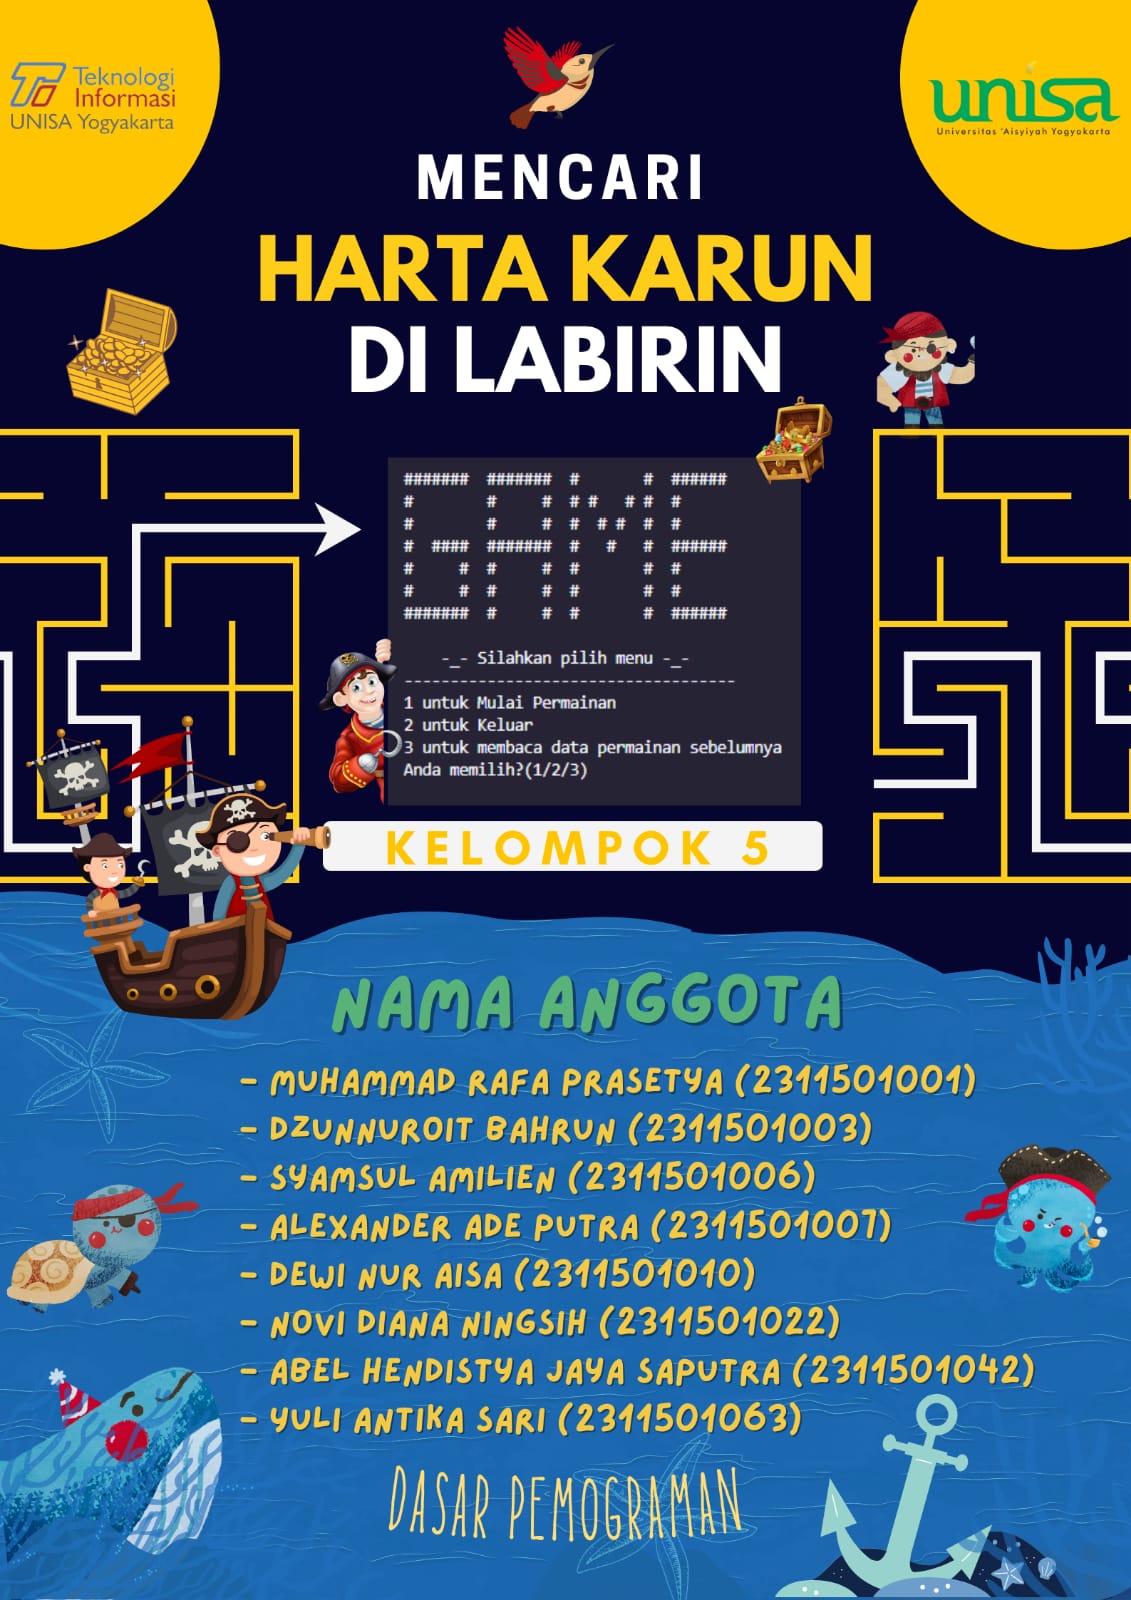 Teknologi
Informasi
UNISA Yogyakarta
unisa
Universitas 'Aisyiyah Yogyakarta
MENCARI
HARTA KARUN
DI LABIRIN
GAME
-_- Silahkan pilih menu -_-
------------------------------------
1 untuk Mulai Permainan
2 untuk Keluar
3 untuk membaca data permainan sebelumnya
Anda memilih?(1/2/3)
KELOMPOK 5
NAMA ANGGOTA
- MUHAMMAD RAFA PRASETYA (2311501001)
- DZUNNUROIT BAHRUN (2311501003)
- SYAMSUL AMILIEN (2311501006)
- ALEXANDER ADE PUTRA (2311501007)
- DEWI NUR AISA (2311501010)
- NOVI DIANA NINGSIH (2311501022)
- ABEL HENDISTYA JAYA SAPUTRA (2311501042)
- YULI ANTIKA SARI (2311501063)
DASAR PEMOGRAMAN